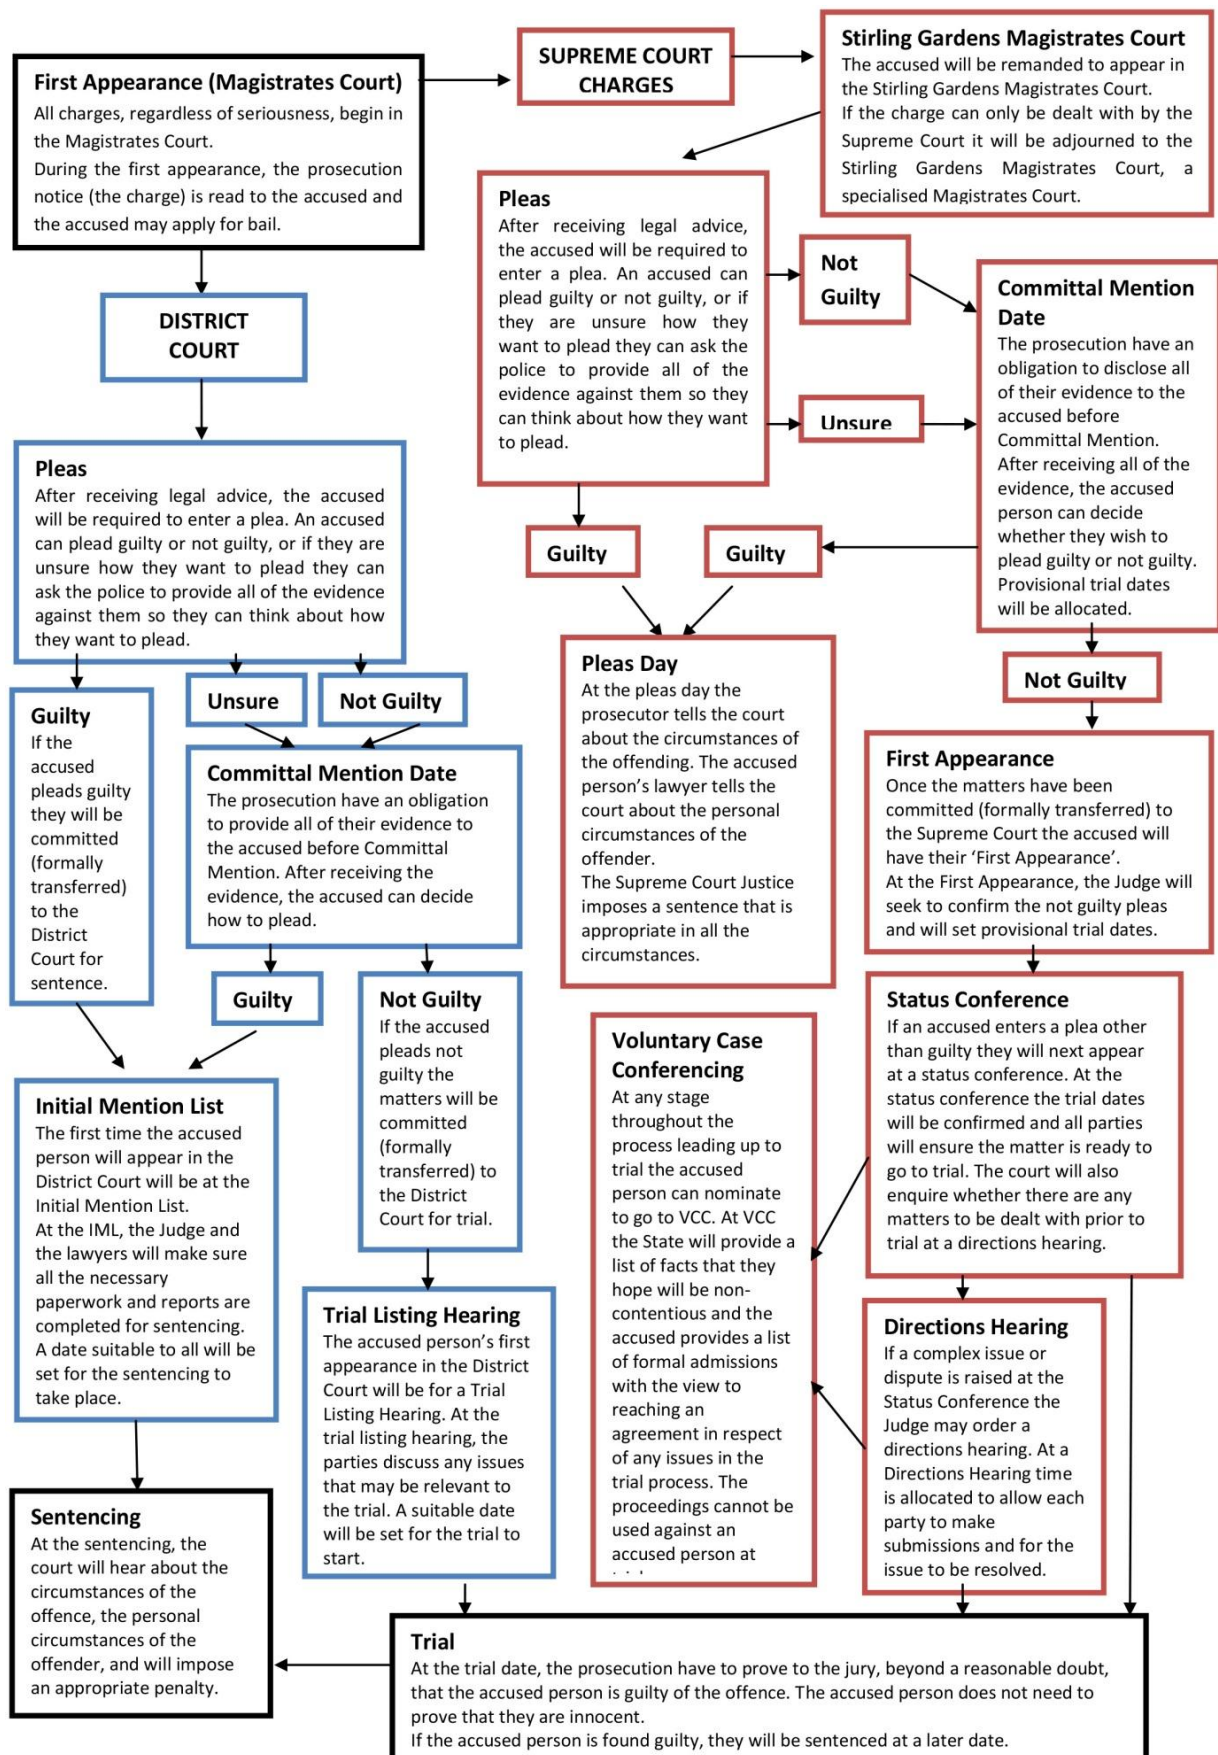 First Appearance (Magistrates Court)
All charges, regardless of seriousness, begin in
the Magistrates Court.
During the first appearance, the prosecution
notice (the charge) is read to the accused and
the accused may apply for bail.
SUPREME COURT
CHARGES
Stirling Gardens Magistrates Court
The accused will be remanded to appear in
the Stirling Gardens Magistrates Court.
If the charge can only be dealt with by the
Supreme Court it will be adjourned to the
Stirling Gardens Magistrates Court, a
specialised Magistrates Court.
Pleas
After receiving legal advice,
the accused will be required to
enter a plea. An accused can
plead guilty or not guilty, or if
they are unsure how they
want to plead they can ask the
police to provide all of the
evidence against them so they
can think about how they want
to plead.
Not
Guilty
Unsure
Committal Mention
Date
The prosecution have an
obligation to disclose all
of their evidence to the
accused before
Committal Mention.
After receiving all of the
evidence, the accused
person can decide
whether they wish to
plead guilty or not guilty.
Provisional trial dates
will be allocated.
Guilty
Guilty
Not Guilty
Pleas Day
At the pleas day the
prosecutor tells the court
about the circumstances of
the offending. The accused
person's lawyer tells the
court about the personal
circumstances of the
offender.
The Supreme Court Justice
imposes a sentence that is
appropriate in all the
circumstances.
First Appearance
Once the matters have been
committed (formally transferred) to
the Supreme Court the accused will
have their ‘First Appearance’.
At the First Appearance, the Judge will
seek to confirm the not guilty pleas
and will set provisional trial dates.
Status Conference
If an accused enters a plea other
than guilty they will next appear
at a status conference. At the
status conference the trial dates
will be confirmed and all parties
will ensure the matter is ready to
go to trial. The court will also
enquire whether there are any
matters to be dealt with prior to
trial at a directions hearing.
Voluntary Case
Conferencing
At any stage
throughout the
process leading up to
trial the accused
person can nominate
to go to VCC. At VCC
the State will provide a
list of facts that they
hope will be non-
contentious and the
accused provides a list
of formal admissions
with the view to
reaching an
agreement in respect
of any issues in the
trial process. The
proceedings cannot be
used against an
accused person at
Directions Hearing
If a complex issue or
dispute is raised at the
Status Conference the
Judge may order a
directions hearing. At a
Directions Hearing time
is allocated to allow each
party to make
submissions and for the
issue to be resolved.
DISTRICT
COURT
Pleas
After receiving legal advice, the accused
will be required to enter a plea. An accused
can plead guilty or not guilty, or if they are
unsure how they want to plead they can
ask the police to provide all of the evidence
against them so they can think about how
they want to plead.
Guilty
If the
accused
pleads guilty
they will be
committed
(formally
transferred)
to the
District
Court for
sentence.
Unsure
Not Guilty
Committal Mention Date
The prosecution have an obligation
to provide all of their evidence to
the accused before Committal
Mention. After receiving the
evidence, the accused can decide
how to plead.
Guilty
Not Guilty
If the accused
pleads not
guilty the
matters will be
committed
(formally
transferred) to
the District
Court for trial.
Initial Mention List
The first time the accused
person will appear in the
District Court will be at the
Initial Mention List.
At the IML, the Judge and
the lawyers will make sure
all the necessary
paperwork and reports are
completed for sentencing.
A date suitable to all will be
set for the sentencing to
take place.
Trial Listing Hearing
The accused person's first
appearance in the District
Court will be for a Trial
Listing Hearing. At the
trial listing hearing, the
parties discuss any issues
that may be relevant to
the trial. A suitable date
will be set for the trial to
start.
Sentencing
At the sentencing, the
court will hear about the
circumstances of the
offence, the personal
circumstances of the
offender, and will impose
an appropriate penalty.
Trial
At the trial date, the prosecution have to prove to the jury, beyond a reasonable doubt,
that the accused person is guilty of the offence. The accused person does not need to
prove that they are innocent.
If the accused person is found guilty, they will be sentenced at a later date.